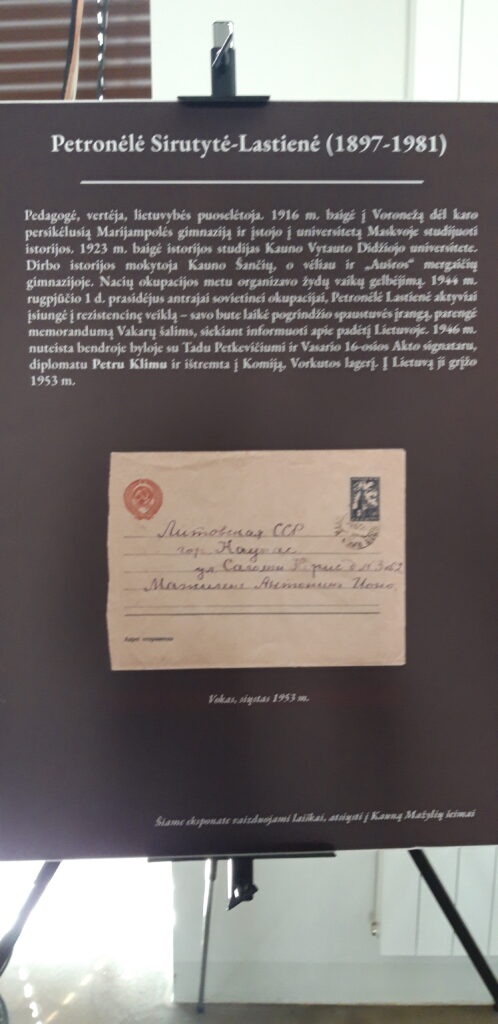 Petronėlė Sirutytė-Lastienė (1897-1981)
Pedagogė, vertėja, lietuvybės puoselėtoja. 1916 m. baigė į Voronežą dėl karo
persikėlusią Marijampolės gimnaziją ir įstojo į universitetą Maskvoje studijuoti
istorijos. 1923 m. baigė istorijos studijas Kauno Vytauto Didžiojo universitete.
Dirbo istorijos mokytoja Kauno Šančių, o vėliau ir „Aušros“ mergaičių
gimnazijoje. Nacių okupacijos metu organizavo žydų vaikų gelbėjimą. 1944 m.
rugpjūčio 1 d. prasidėjus antrajai sovietinei okupacijai, Petronėlė Lastienė aktyviai
įsijungė į rezistencinę veiklą – savo bute laikė pogrindžio spaustuvės įrangą, parengė
memorandumą Vakarų šalims, siekiant informuoti apie padėtį Lietuvoje. 1946 m.
nuteista bendroje byloje su Tadu Petkevičiumi ir Vasario 16-osios Akto signataru,
diplomatu Petru Klimu ir ištremta į Komiją, Vorkutos lagerį. Į Lietuvą ji grįžo
1953 m.
Литовская ССР
гор. Каунас
ул
Антонине Йоно
Адрес отправителя
Vokas, siųstas 1953 m.
Šiame eksponate vaizduojami laiškai, atsiųsti į Kauną Mažylių šeimai